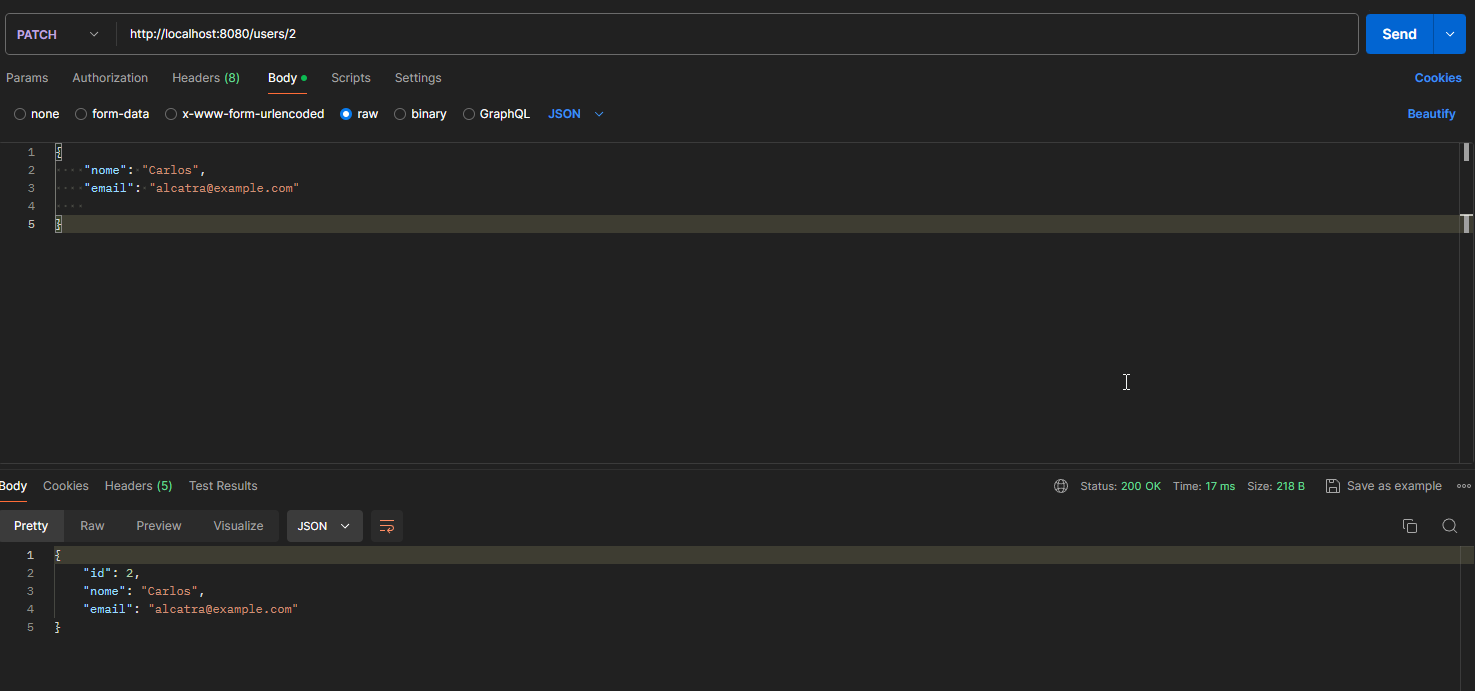 PATCH http://localhost:8080/users/2 Send
Params Authorization Headers (8) Body Scripts Settings Cookies
none form-data x-www-form-urlencoded raw binary GraphQL JSON Beautify
1 {
2 "nome": "Carlos",
3 "email": "alcatra@example.com"
4
5 }
Body Cookies Headers (5) Test Results Status: 200 OK Time: 17 ms Size: 218 B Save as example
Pretty Raw Preview Visualize JSON
1 {
2 "id": 2,
3 "nome": "Carlos",
4 "email": "alcatra@example.com"
5 }